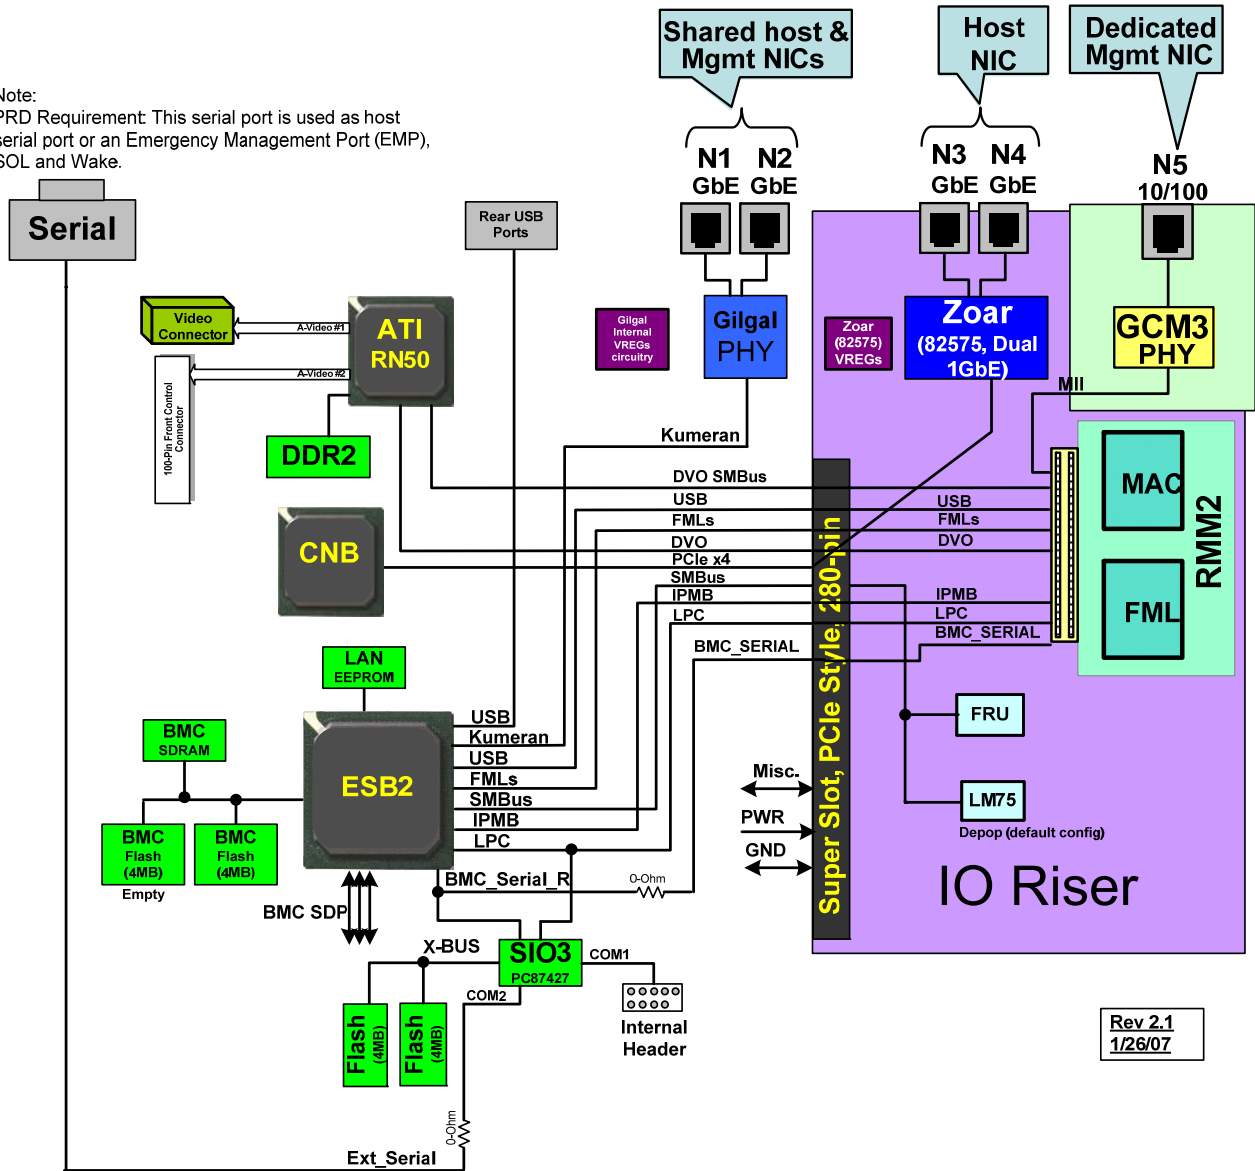 Shared host &
Mgmt NICs
Host
NIC
Dedicated
Mgmt NIC
Note:
PRD Requirement: This serial port is used as host
serial port or an Emergency Management Port (EMP),
SOL and Wake.
N1
GbE
N2
GbE
N3
GbE
N4
GbE
N5
10/100
Serial
Rear USB
Ports
Video
Connector
A-Video #1
A-Video #2
100-Pin Front Control
Connector
ATI
RN50
DDR2
Gilgal
Internal
VREGs
circuitry
Gilgal
PHY
Zoar
(82575)
VREGs
Zoar
(82575, Dual
1GbE)
GCM3
PHY
MII
Kumeran
MAC
FML
RMM2
CNB
DVO SMBus
USB
FMLs
DVO
PCIe x4
SMBus
IPMB
LPC
BMC_SERIAL
USB
FMLs
DVO
IPMB
LPC
BMC_SERIAL
Super Slot, PCIe Style, 280-pin
LAN
EEPROM
BMC
SDRAM
BMC
Flash
(4MB)
Empty
BMC
Flash
(4MB)
ESB2
USB
Kumeran
USB
FMLs
SMBus
IPMB
LPC
BMC_Serial_R
0-Ohm
BMC SDP
Misc.
PWR
GND
FRU
LM75
Depop (default config)
IO Riser
X-BUS
SIO3
PC87427
COM1
COM2
Internal
Header
Flash
(4MB)
Flash
(4MB)
0-Ohm
Ext_Serial
Rev 2.1
1/26/07